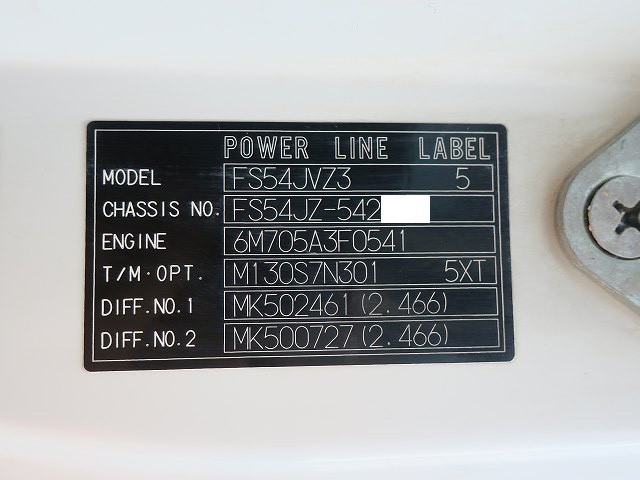 POWER LINE LABEL
MODEL FS54JVZ3 5
CHASSIS NO. FS54JZ-542
ENGINE 6M705A3F0541
T/M·OPT. M130S7N301 5XT
DIFF.NO.1 MK502461(2.466)
DIFF.NO.2 MK500727(2.466)